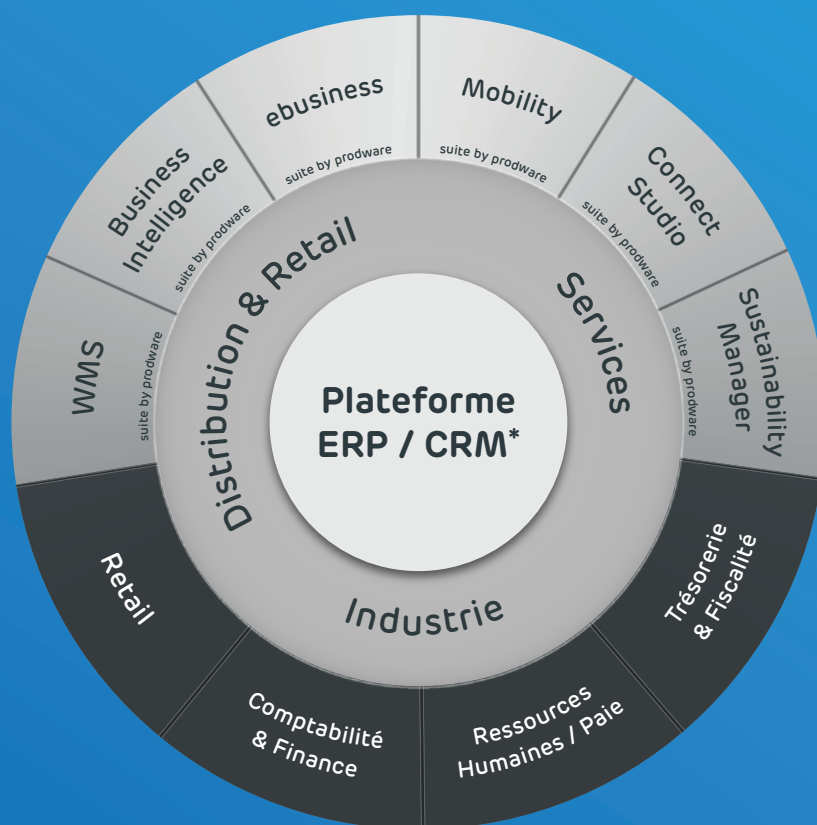 ebusiness
suite by prodware
Mobility
suite by prodware
Connect
Studio
suite by prodware
Sustainability
Manager
suite by prodware
Business
Intelligence
suite by prodware
WMS
suite by prodware
Distribution & Retail
Services
Industrie
Plateforme
ERP / CRM*
Retail
Comptabilité
& Finance
Ressources
Humaines / Paie
Trésorerie
& Fiscalité